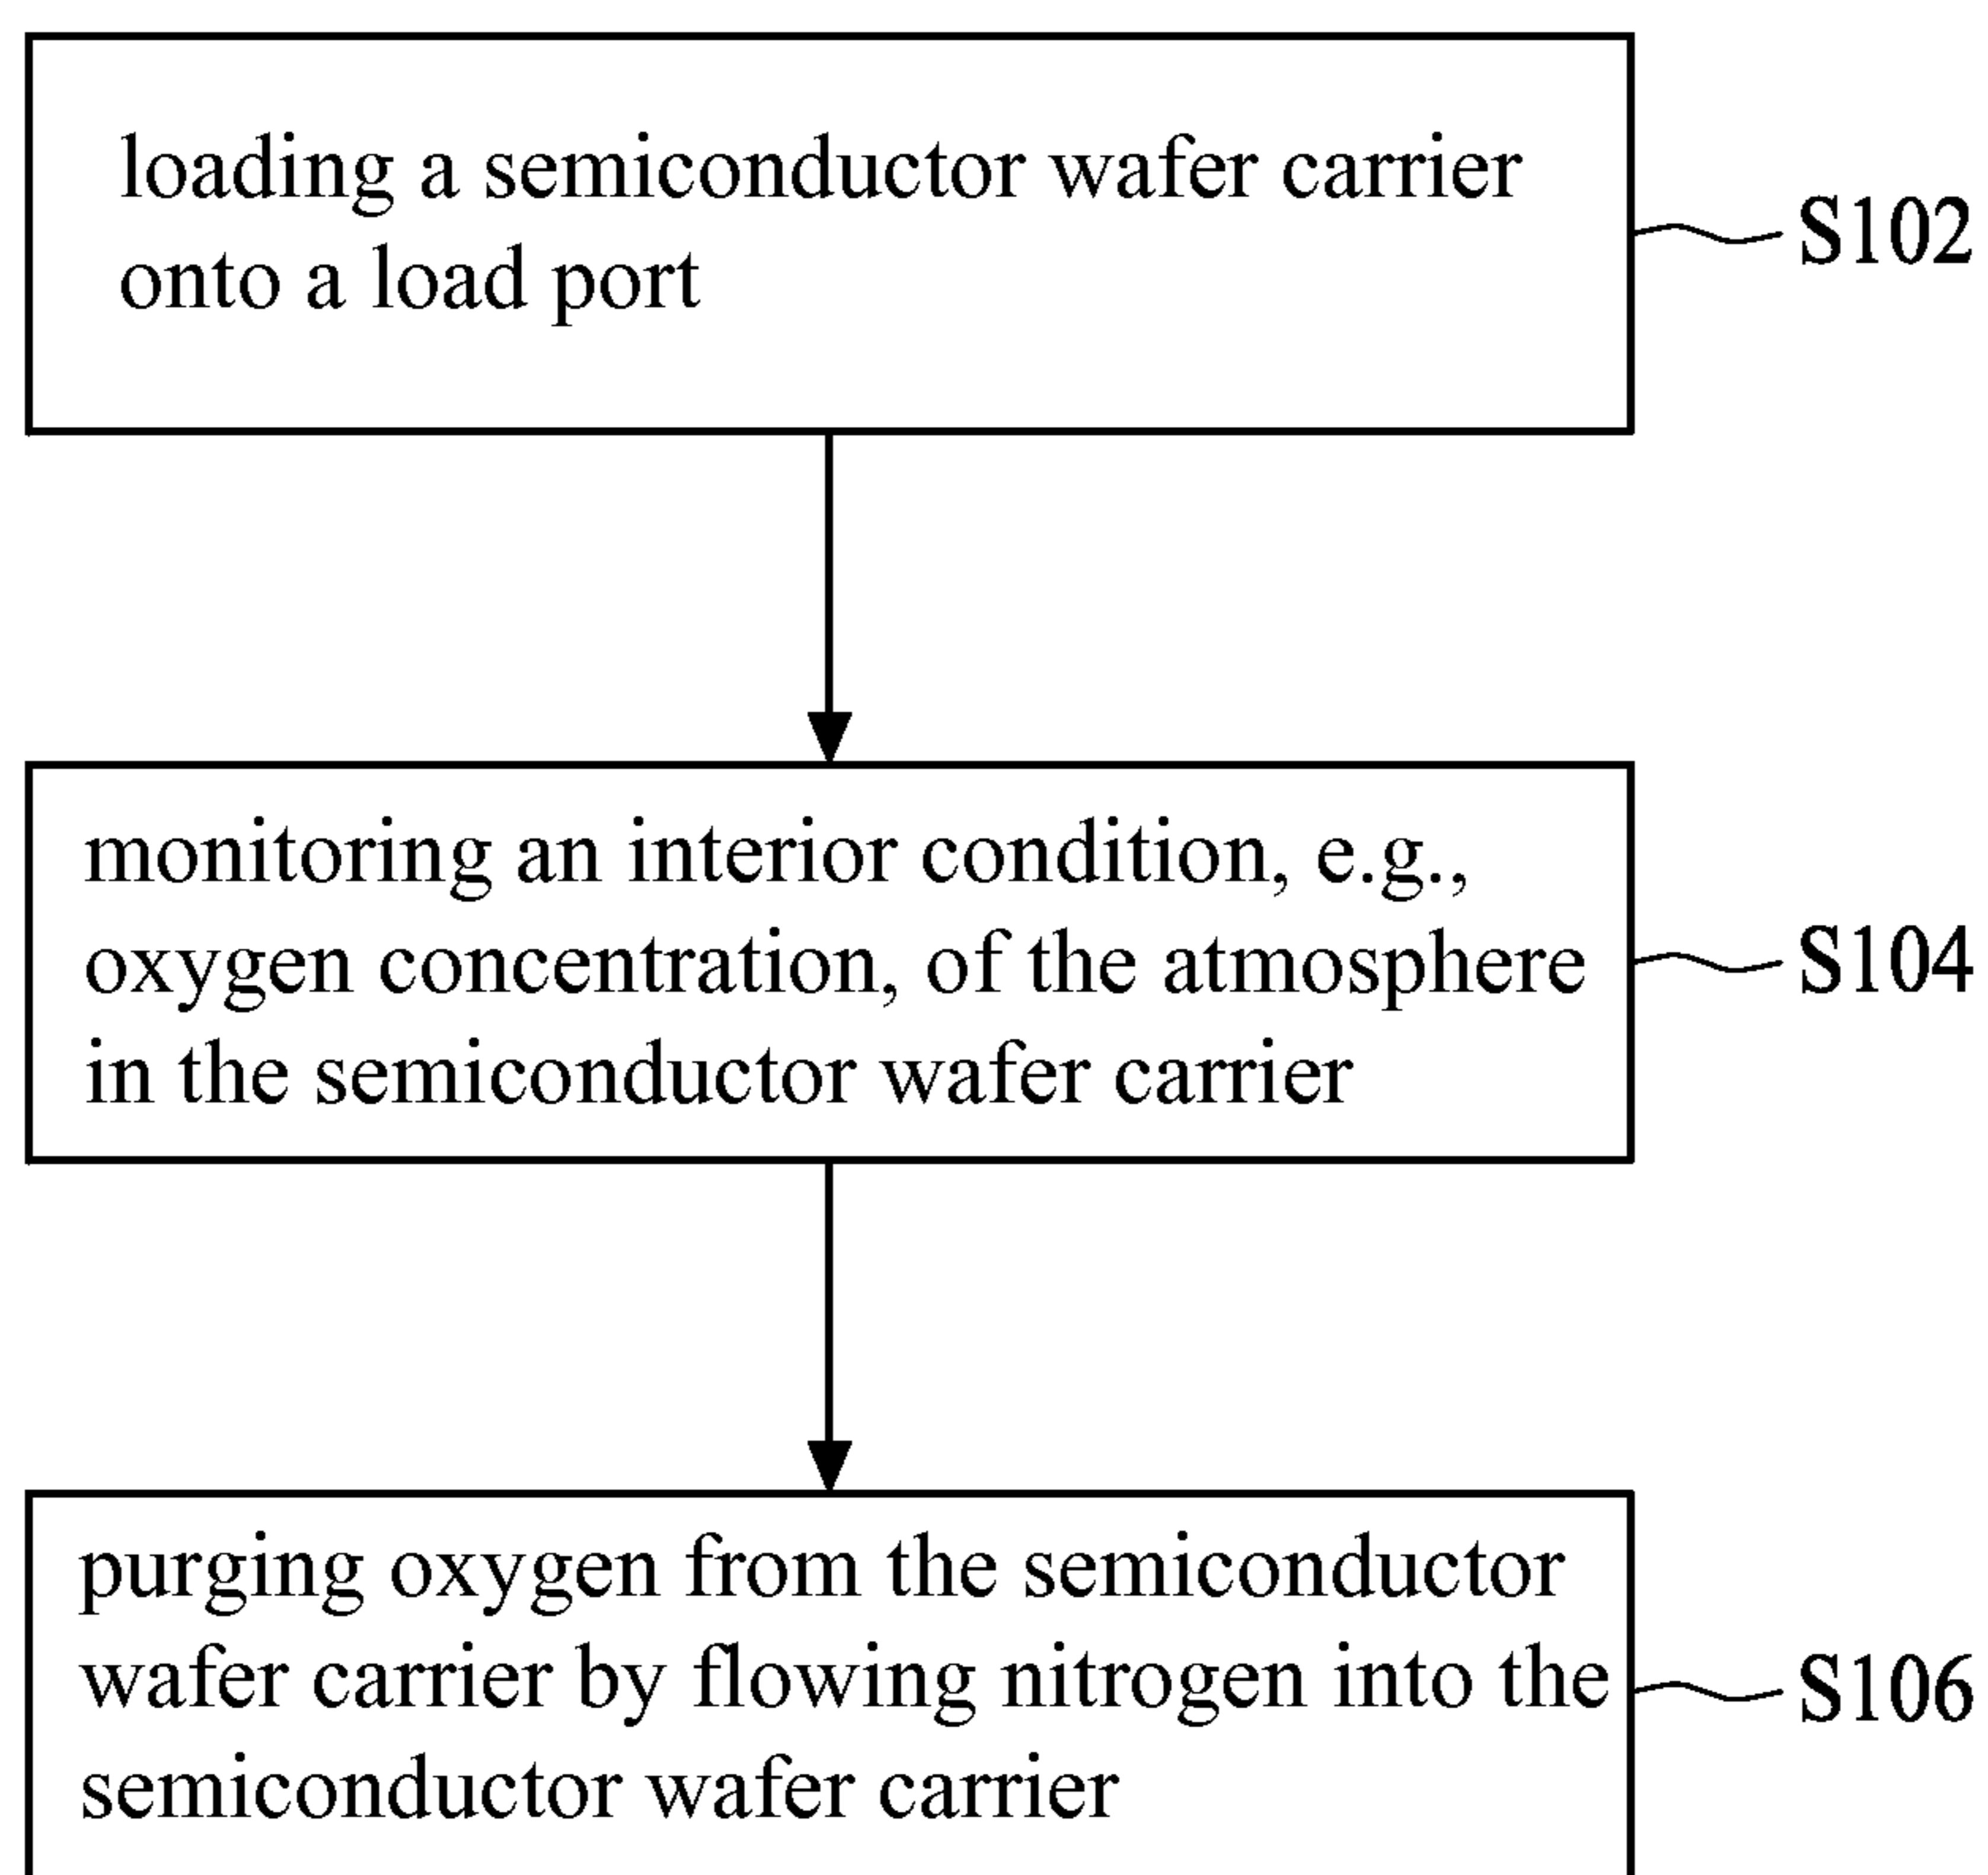 loading a semiconductor wafer carrier
onto a load port
S102
monitoring an interior condition, e.g.,
oxygen concentration, of the atmosphere
in the semiconductor wafer carrier
S104
purging oxygen from the semiconductor
wafer carrier by flowing nitrogen into the
semiconductor wafer carrier
S106